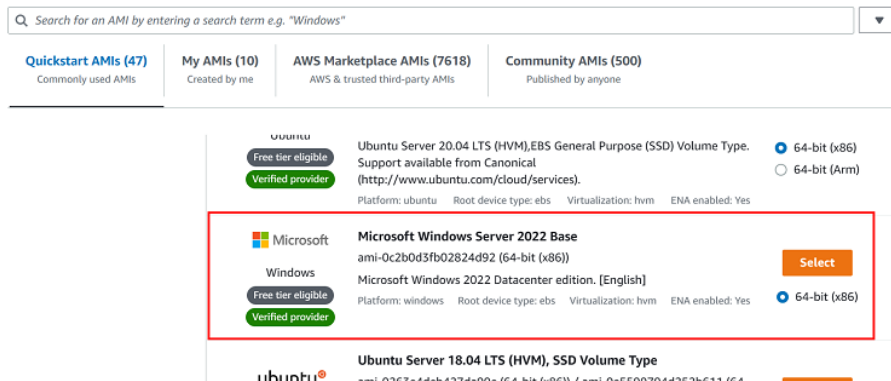 Search for an AMI by entering a search term e.g. "Windows"
Quickstart AMIs (47)
Commonly used AMIs
My AMIs (10)
Created by me
AWS Marketplace AMIs (7618)
AWS & trusted third-party AMIs
Community AMIs (500)
Published by anyone
Ubuntu
Free tier eligible
Verified provider
Ubuntu Server 20.04 LTS (HVM),EBS General Purpose (SSD) Volume Type.
Support available from Canonical
(http://www.ubuntu.com/cloud/services).
Platform: ubuntu Root device type: ebs Virtualization: hvm ENA enabled: Yes
64-bit (x86)
64-bit (Arm)
Microsoft
Windows
Free tier eligible
Verified provider
Microsoft Windows Server 2022 Base
ami-0c2b0d3fb02824d92 (64-bit (x86))
Microsoft Windows 2022 Datacenter edition. [English]
Platform: windows Root device type: ebs Virtualization: hvm ENA enabled: Yes
Select
64-bit (x86)
ubuntu
Ubuntu Server 18.04 LTS (HVM), SSD Volume Type